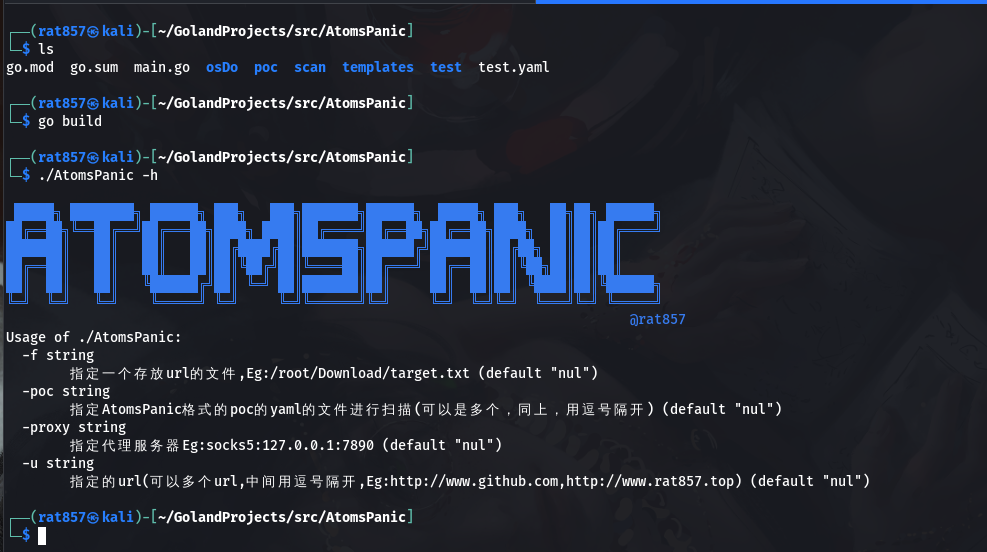 ┌──(rat857㉿kali)-[~/GolandProjects/src/AtomsPanic]
└─$ ls
go.mod  go.sum  main.go  osDo  poc  scan  templates  test  test.yaml
┌──(rat857㉿kali)-[~/GolandProjects/src/AtomsPanic]
└─$ go build
┌──(rat857㉿kali)-[~/GolandProjects/src/AtomsPanic]
└─$ ./AtomsPanic -h
ATOMSPANIC
@rat857
Usage of ./AtomsPanic:
  -f string
        指定一个存放url的文件,Eg:/root/Download/target.txt (default "nul")
  -poc string
        指定AtomsPanic格式的poc的yaml的文件进行扫描(可以是多个，同上，用逗号隔开) (default "nul")
  -proxy string
        指定代理服务器Eg:socks5:127.0.0.1:7890 (default "nul")
  -u string
        指定的url(可以多个url,中间用逗号隔开,Eg:http://www.github.com,http://www.rat857.top) (default "nul")
┌──(rat857㉿kali)-[~/GolandProjects/src/AtomsPanic]
└─$